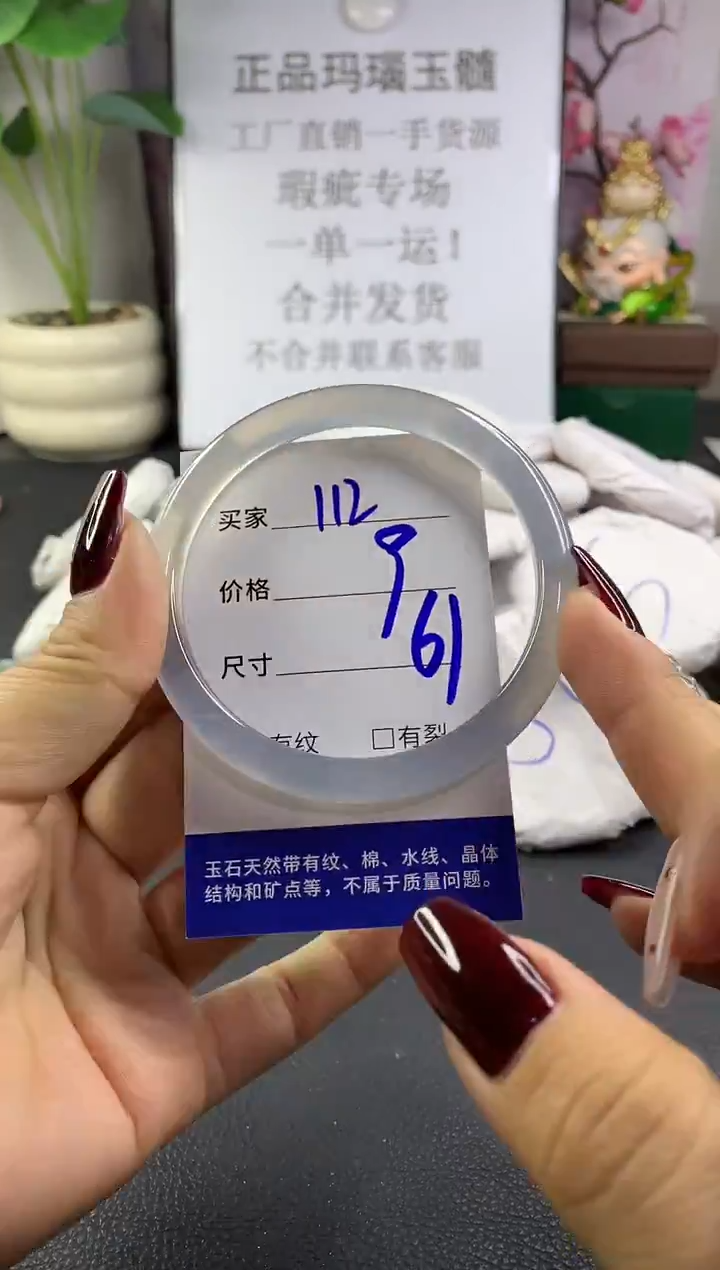 正品玛瑙玉髓
工厂直销一手货源
瑕疵专场
一单一运！
合并发货
不合并联系客服
买家 112
价格 9
尺寸 61
有纹 □有裂
玉石天然带有纹、棉、水线、晶体
结构和矿点等，不属于质量问题。